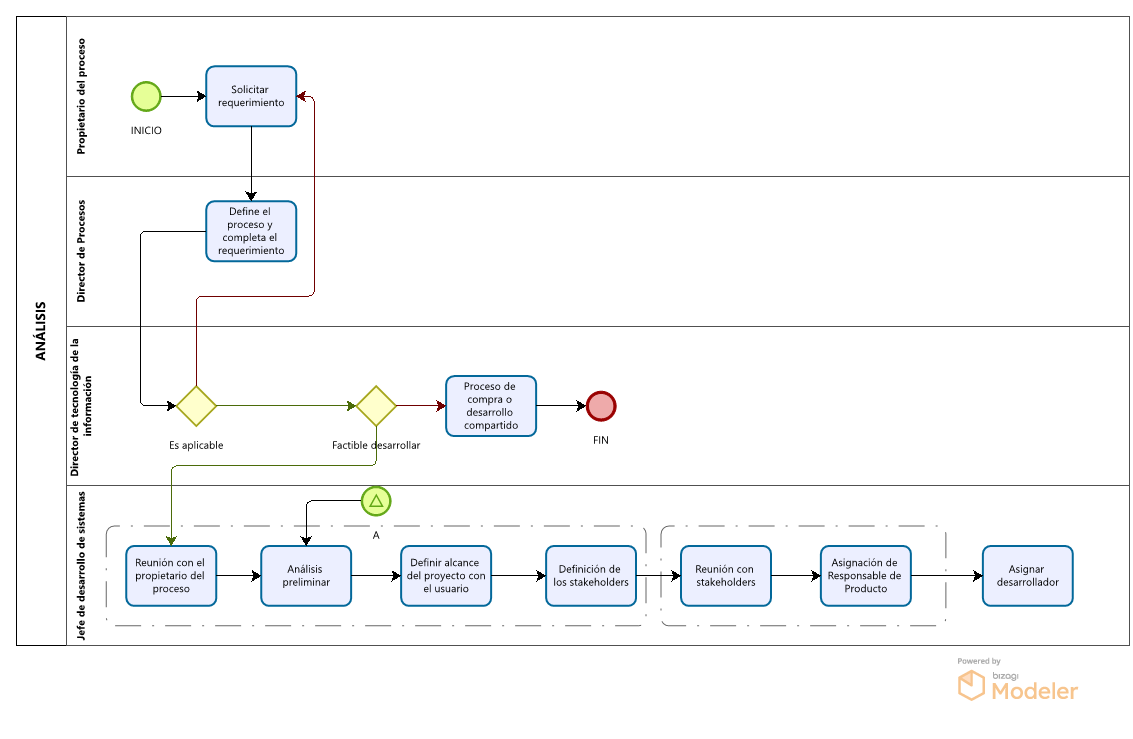 ANÁLISIS
Propietario del proceso
INICIO
Solicitar
requerimiento
Director de Procesos
Define el
proceso y
completa el
requerimiento
Director de tecnología de la
información
Es aplicable
Factible desarrollar
Proceso de
compra o
desarrollo
compartido
FIN
Jefe de desarrollo de sistemas
A
Reunión con el
propietario del
proceso
Análisis
preliminar
Definir alcance
del proyecto con
el usuario
Definición de
los stakeholders
Reunión con
stakeholders
Asignación de
Responsable de
Producto
Asignar
desarrollador
Powered by
bizagi
Modeler